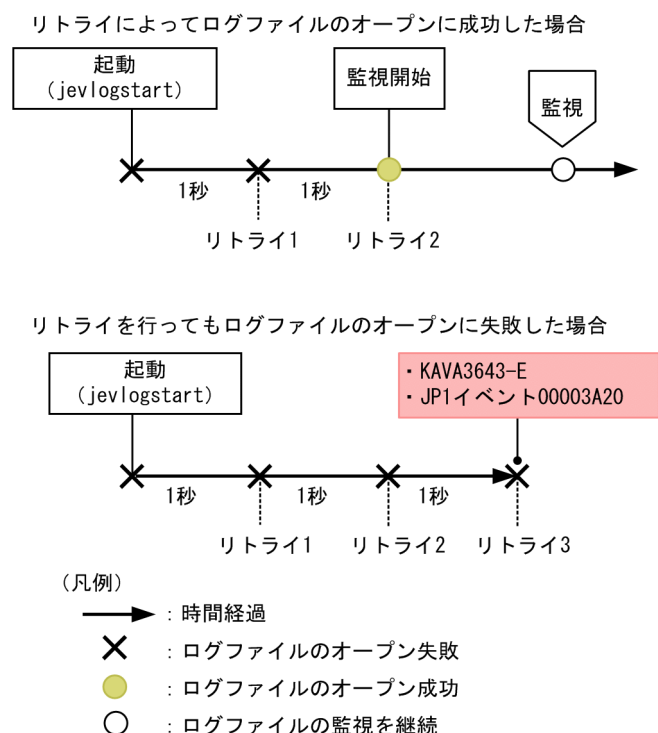 リトライによってログファイルのオープンに成功した場合
起動
(jevlogstart)
監視開始
監視
1秒
1秒
リトライ1
リトライ2
リトライを行ってもログファイルのオープンに失敗した場合
起動
(jevlogstart)
・KAVA3643-E
・JP1イベント00003A20
1秒
1秒
1秒
リトライ1
リトライ2
リトライ3
(凡例)
：時間経過
：ログファイルのオープン失敗
：ログファイルのオープン成功
：ログファイルの監視を継続